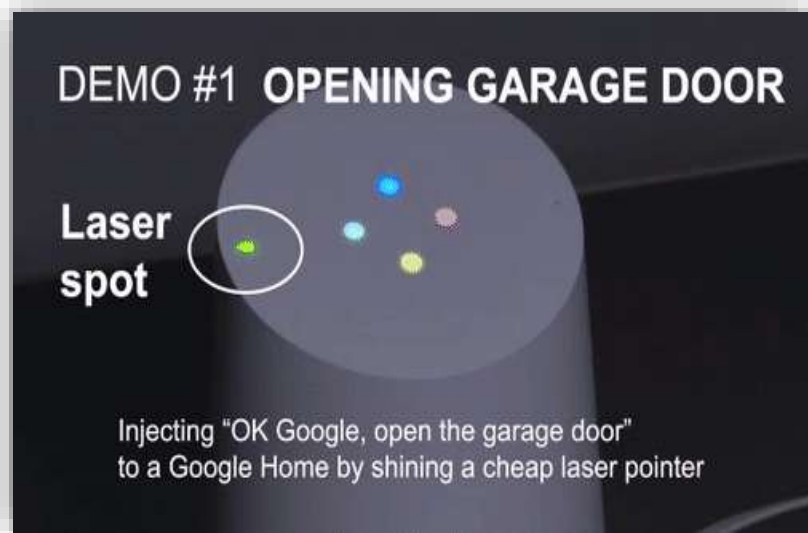 DEMO #1 OPENING GARAGE DOOR
Laser
spot
Injecting “OK Google, open the garage door”
to a Google Home by shining a cheap laser pointer